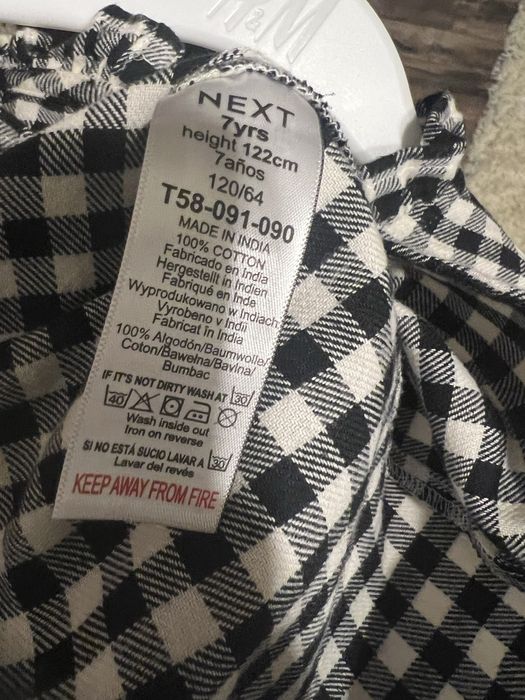 H&M
NEXT
7yrs
height 122cm
7años
120/64
T58-091-090
MADE IN INDIA
100% COTTON
Fabricado en India
Hergestellt in Indien
Fabriqué en Inde
Wyprodukowano w Indiach
Vyrobeno v Indii
Fabricat în India
100% Algodón/Baumwolle/
Coton/Bawełna/Bavlna/
Bumbac
IF IT'S NOT DIRTY WASH AT 30
40
Wash inside out
Iron on reverse
SI NO ESTÁ SUCIO LAVAR A 30
Lavar del revés
KEEP AWAY FROM FIRE